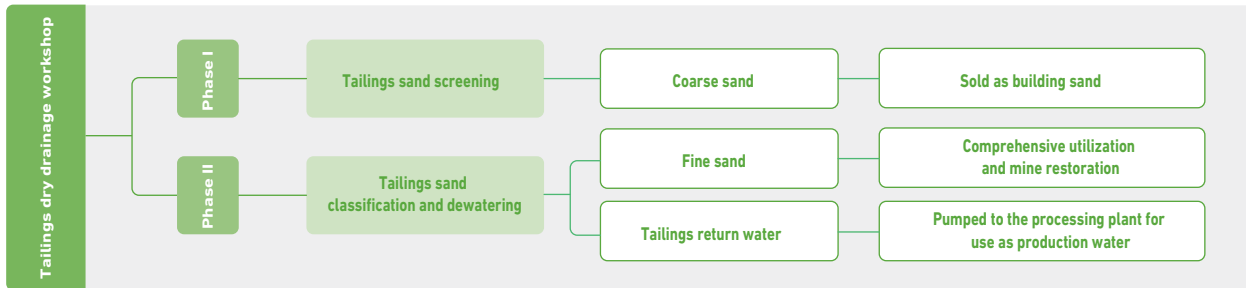 Tailings dry drainage workshop
Phase I
Tailings sand screening
Coarse sand
Sold as building sand
Phase II
Tailings sand
classification and dewatering
Fine sand
Comprehensive utilization
and mine restoration
Tailings return water
Pumped to the processing plant for
use as production water